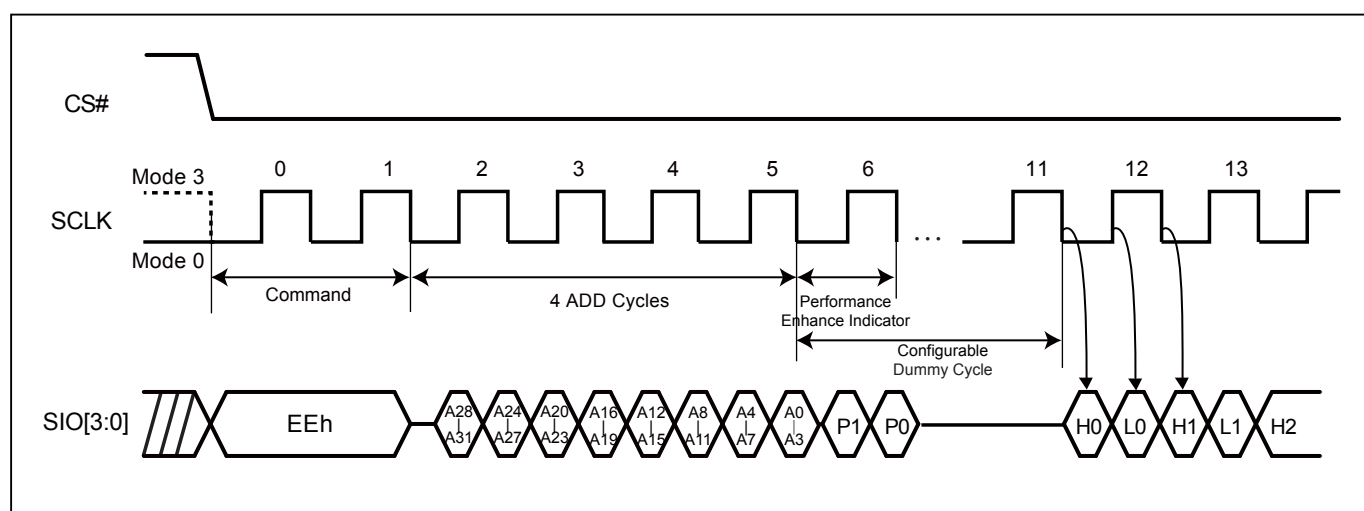 CS#
Mode 3
0 1 2 3 4 5 6 11 12 13
SCLK
...
Mode 0
Command
4 ADD Cycles
Performance
Enhance Indicator
Configurable
Dummy Cycle
SIO[3:0]
EEh
A28 A24 A20 A16 A12 A8 A4 A0
A31 A27 A23 A19 A15 A11 A7 A3
P1 P0 H0 L0 H1 L1 H2